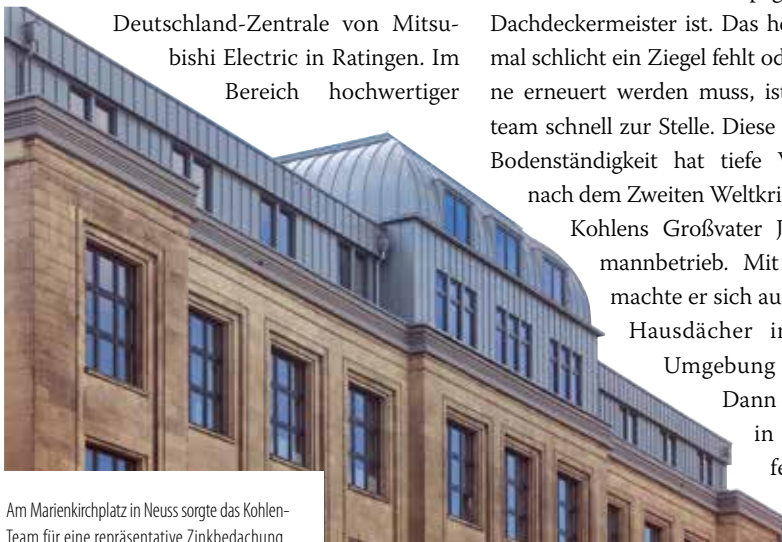 Deutschland-Zentrale von Mitsu-
bishi Electric in Ratingen. Im
Bereich hochwertiger
Dachdeckermeister ist. Das
mal schlicht ein Ziegel fehlt
ne erneuert werden muss,
team schnell zur Stelle. Diese
Bodenständigkeit hat tiefe
nach dem Zweiten
Kohlens Großvater
mannbetrieb. Mit
machte er sich
Hausdächer
Umgebung
Dann
in
Am Marienkirchplatz in Neuss sorgte das Kohlen-
Team für eine repräsentative Zinkbedachung